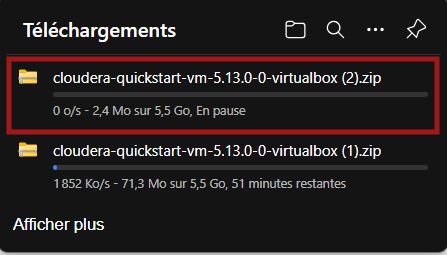 Téléchargements
cloudera-quickstart-vm-5.13.0-0-virtualbox (2).zip
0 o/s - 2,4 Mo sur 5,5 Go, En pause
cloudera-quickstart-vm-5.13.0-0-virtualbox (1).zip
1 852 Ko/s - 71,3 Mo sur 5,5 Go, 51 minutes restantes
Afficher plus